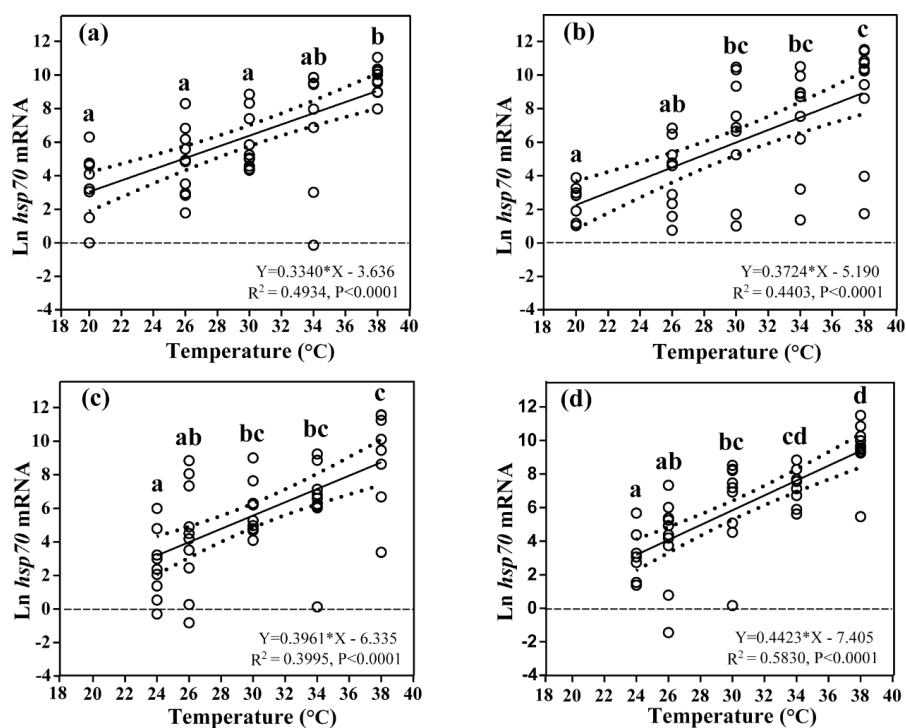 (a)
a
a
a
ab
b
Ln hsp70 mRNA
12
10
8
6
4
2
0
-2
-4
Y=0.3340*X - 3.636
R² = 0.4934, P<0.0001
18 20 22 24 26 28 30 32 34 36 38 40
Temperature (°C)
(b)
a
ab
bc
bc
c
Ln hsp70 mRNA
12
10
8
6
4
2
0
-2
-4
Y=0.3724*X - 5.190
R² = 0.4403, P<0.0001
18 20 22 24 26 28 30 32 34 36 38 40
Temperature (°C)
(c)
a
ab
bc
bc
c
Ln hsp70 mRNA
12
10
8
6
4
2
0
-2
-4
Y=0.3961*X - 6.335
R² = 0.3995, P<0.0001
18 20 22 24 26 28 30 32 34 36 38 40
Temperature (°C)
(d)
a
ab
bc
cd
d
Ln hsp70 mRNA
12
10
8
6
4
2
0
-2
-4
Y=0.4423*X - 7.405
R² = 0.5830, P<0.0001
18 20 22 24 26 28 30 32 34 36 38 40
Temperature (°C)